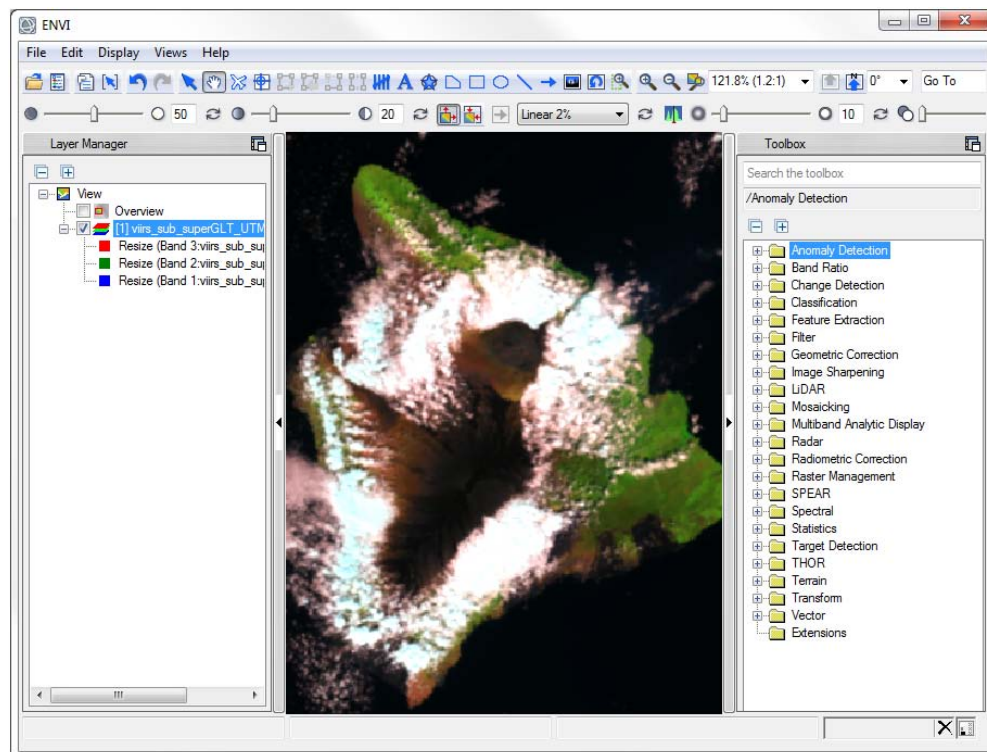 ENVI
File Edit Display Views Help
121.8% (1.2:1) 0° Go To
50 20 Linear 2% 10
Layer Manager
View
Overview
[1] viirs_sub_superGLT_UTM
Resize (Band 3:viirs_sub_su
Resize (Band 2:viirs_sub_su
Resize (Band 1:viirs_sub_su
Toolbox
Search the toolbox
/Anomaly Detection
Anomaly Detection
Band Ratio
Change Detection
Classification
Feature Extraction
Filter
Geometric Correction
Image Sharpening
LiDAR
Mosaicking
Multiband Analytic Display
Radar
Radiometric Correction
Raster Management
SPEAR
Spectral
Statistics
Target Detection
THOR
Terrain
Transform
Vector
Extensions